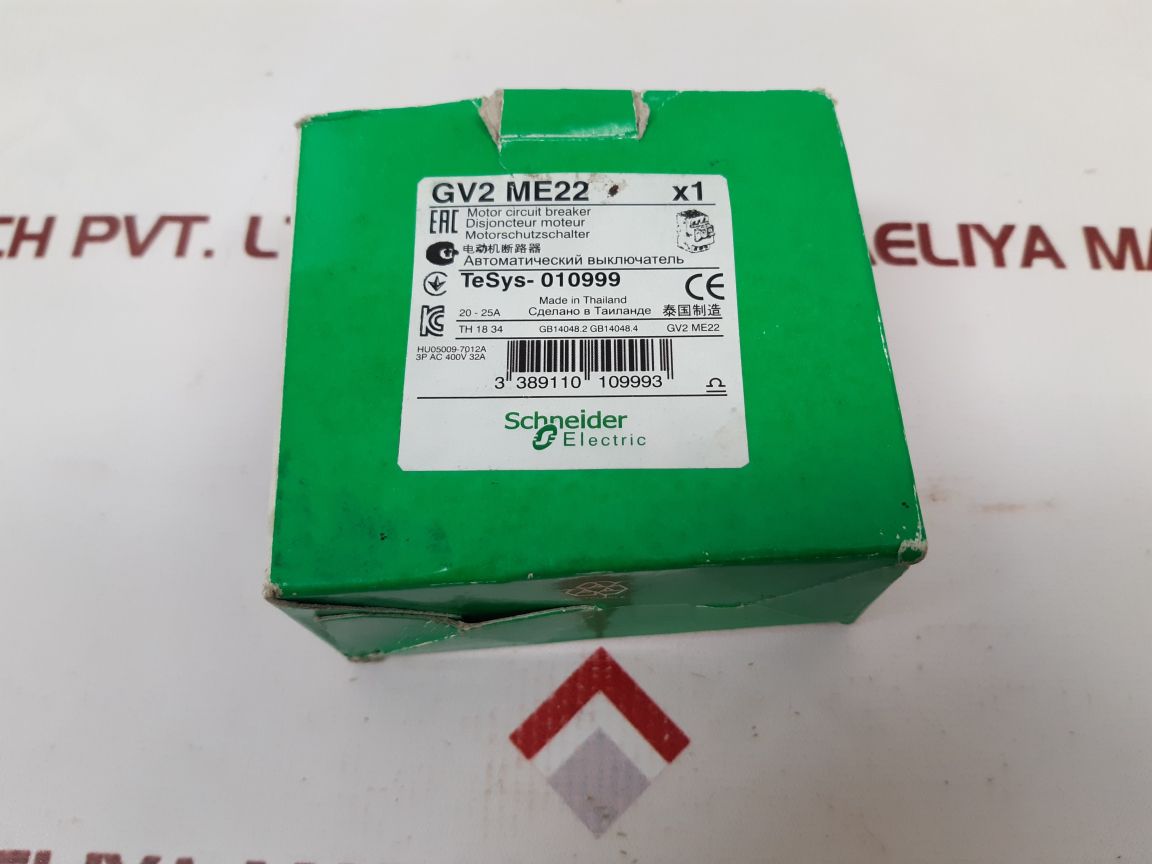 GV2 ME22 x1
EAC Motor circuit breaker
Disjoncteur moteur
Motorschutzschalter
电动机断路器
Автоматический выключатель
TeSys- 010999
CE
Made in Thailand
20 - 25A Сделано в Таиланде 泰国制造
TH 18 34 GB14048.2 GB14048.4 GV2 ME22
HU05009-7012A
3P AC 400V 32A
3 389110 109993
Schneider
Electric
CH PVT. L
AELIYA MA
ELIYA MA